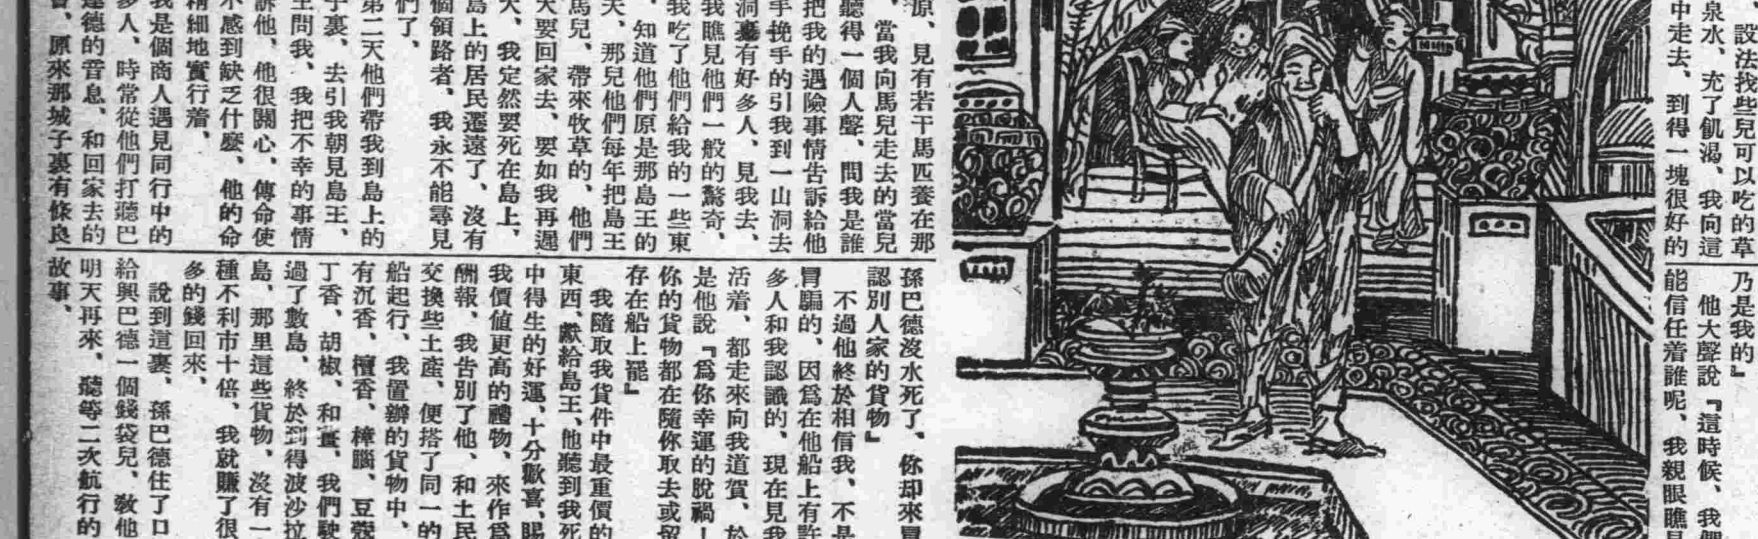 、設法找些兒可以吃的草
泉水、充了飢渴、我向這
中走去、到得一塊很好的
原、見有若干馬匹養在那
、當我向馬兒走去的當兒
聽得一個人聲、問我是誰
把我的遇險事情告訴給他
手挽手的引我到一山洞去
洞裏有好多人、見我去、
我瞧見他們一般的驚奇、
我吃了他們給我的一些東
、知道他們原是那島王的
天、那兒他們每年把島王
馬兒、帶來牧草的、他們
天要回家去、要如我再遲
大、我定然要死在島上、
島上的居民還遠了、沒有
個領路者、我永不能尋見
們了、
第二天他們帶我到島上的
子裏、去引我朝見島王、
王問我、我把不幸的事情
訴他、他很關心、傳命使
不感到缺乏什麼、他的命
精細地實行着、
我是個商人遇見同行中的
多人、時常從他們打聽巴
達德的音息、和回家去的
會、原來那城子裏有條良
乃是我的』
他大聲說『這時候、我們
能信任着誰呢、我親眼瞧見
孫巴德沒水死了、你却來冒
認別人家的貨物』
不過他終於相信我、不是
冒騙的、因爲在他船上有許
多人和我認識的、現在見我
活着、都走來向我道賀、於
是他說『爲你幸運的脫禍！
你的貨物都在隨你取去或留
存在船上罷』
我隨取我貨件中最重價的
東西、獻給島王、他聽到我死
中得生的好運、十分歡喜、賜
我價値更高的禮物、來作爲
酬報、我告別了他、和土民
交換些土產、便搭了同一的
船起行、我置辦的貨物中、
有沉香、檀香、樟腦、豆蔻
丁香、胡椒、和薑、我們駛
過了數島、終於到得波沙拉
島、那里這些貨物、沒有一
種不利市十倍、我就賺了很
多的錢回來、
說到這裏、孫巴德住了口
給興巴德一個錢袋兒、敎他
明天再來、聽第二次航行的
故事、